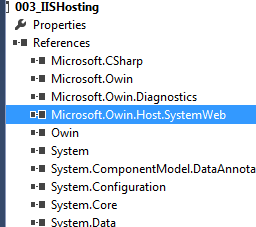 003_IISHosting
Properties
References
Microsoft.CSharp
Microsoft.Owin
Microsoft.Owin.Diagnostics
Microsoft.Owin.Host.SystemWeb
Owin
System
System.ComponentModel.DataAnnota
System.Configuration
System.Core
System.Data